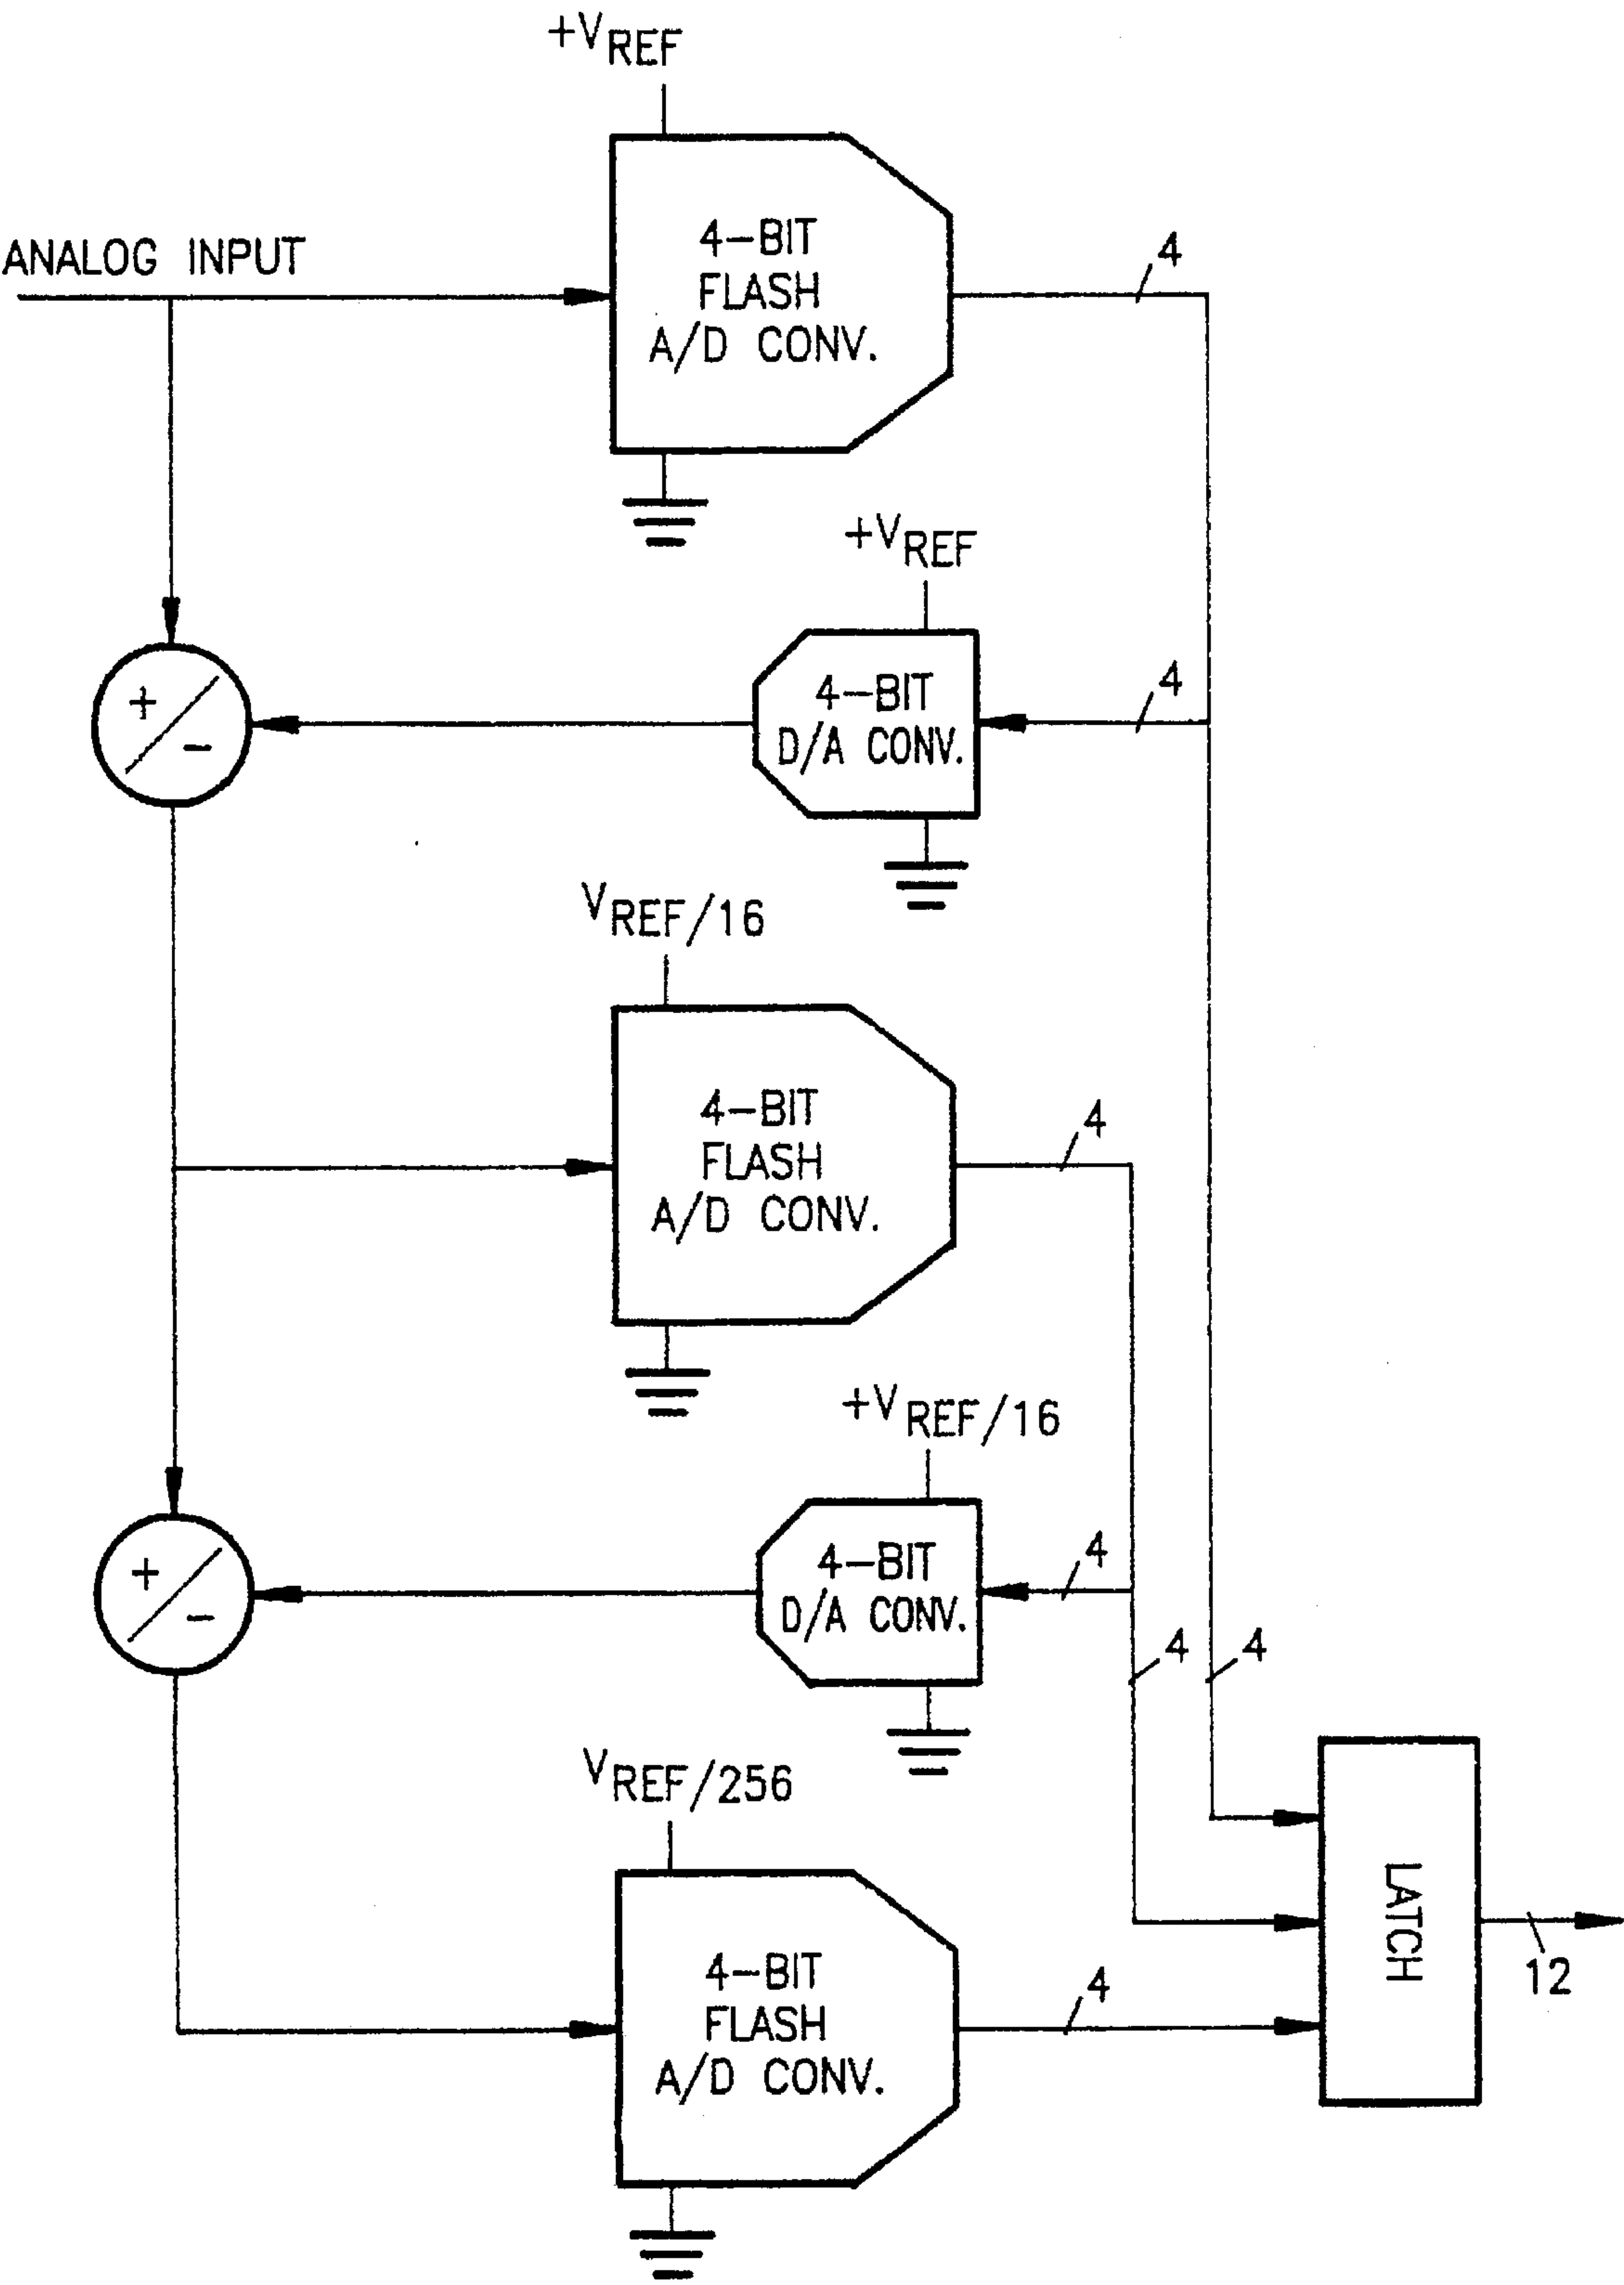 +VREF
ANALOG INPUT
4-BIT
FLASH
A/D CONV.
4
+VREF
4-BIT
D/A CONV.
4
+
-
VREF/16
4-BIT
FLASH
A/D CONV.
4
+VREF/16
4-BIT
D/A CONV.
4
+
-
4
4
VREF/256
4-BIT
FLASH
A/D CONV.
4
LATCH
12